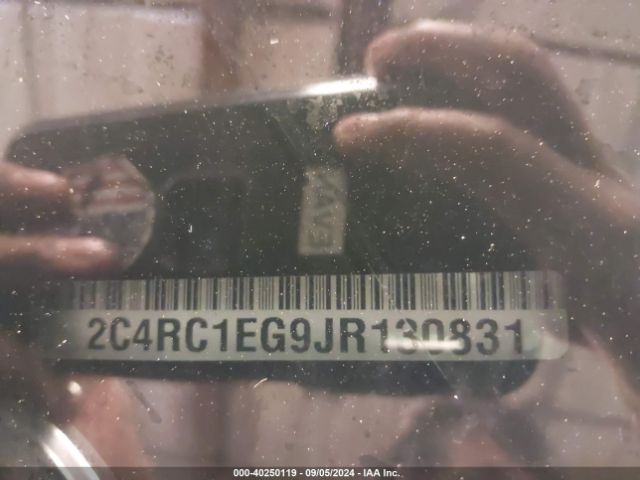 2C4RC1EG9JR130831
000-40250119 - 09/05/2024 - IAA Inc.